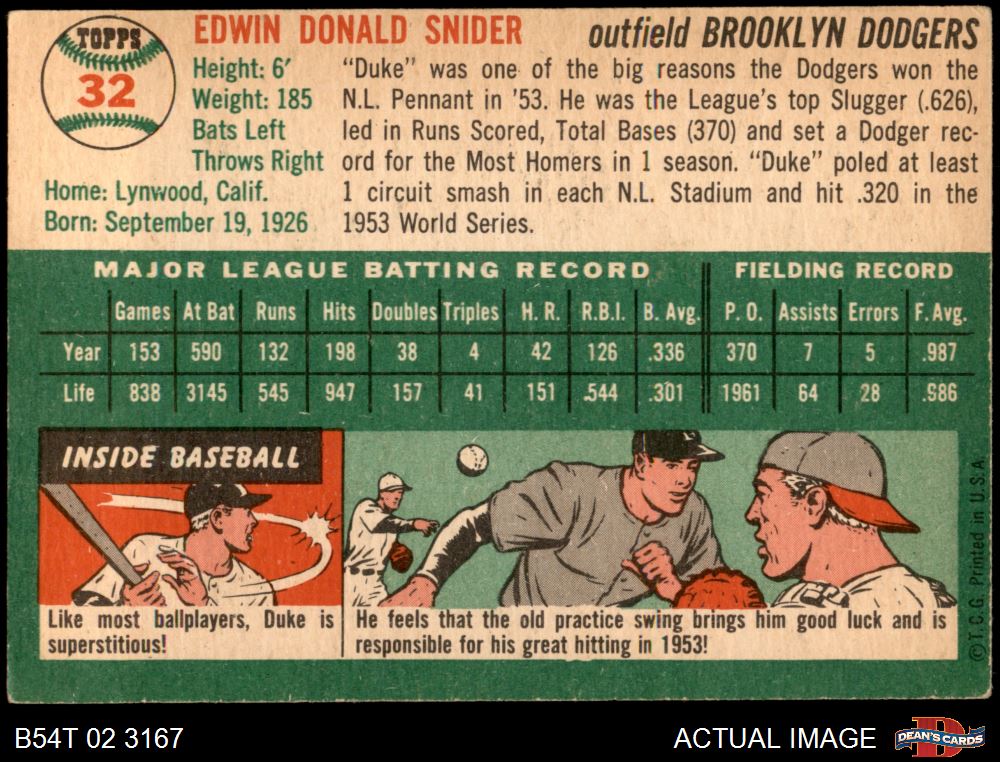 TOPPS
32
EDWIN DONALD SNIDER
outfield BROOKLYN DODGERS
Height: 6'
Weight: 185
Bats Left
Throws Right
Home: Lynwood, Calif.
Born: September 19, 1926
"Duke" was one of the big reasons the Dodgers won the
N.L. Pennant in '53. He was the League's top Slugger (.626),
led in Runs Scored, Total Bases (370) and set a Dodger rec-
ord for the Most Homers in 1 season. "Duke" poled at least
1 circuit smash in each N.L. Stadium and hit .320 in the
1953 World Series.
MAJOR LEAGUE BATTING RECORD FIELDING RECORD
Games At Bat Runs Hits Doubles Triples H. R. R.B.I. B. Avg. P. O. Assists Errors F. Avg.
Year 153 590 132 198 38 4 42 126 .336 370 7 5 .987
Life 838 3145 545 947 157 41 151 .544 .301 1961 64 28 .986
INSIDE BASEBALL
Like most ballplayers, Duke is
superstitious!
He feels that the old practice swing brings him good luck and is
responsible for his great hitting in 1953!
© T.C.G. Printed in U.S.A.
B54T 02 3167
ACTUAL IMAGE
DEAN'S CARDS